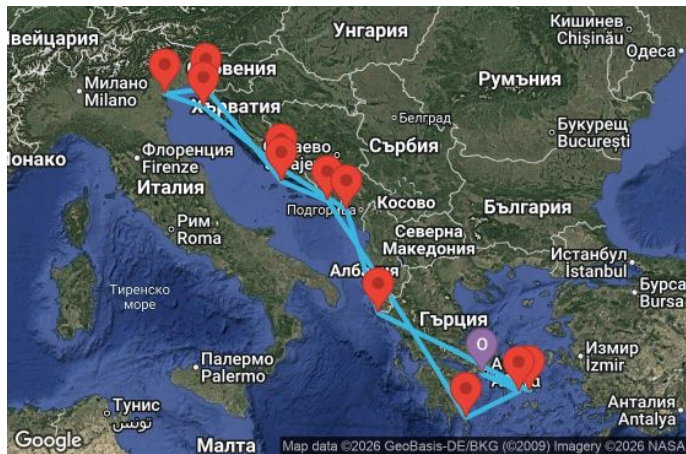 Швейцария
Унгария
Кишинев
Chișinău
Одеса
Милано
Milano
Словения
Хърватия
Румъния
Белград
Букурещ
București
Монако
Флоренция
Firenze
Италия
Сърбия
Подгорица
Косово
България
Рим
Roma
Северна
Македония
Истанбул
İstanbul
Албания
Бурса
Bursa
Тиренско
море
Гърция
O
Измир
İzmir
Палермо
Palermo
Тунис
تونس
Анталия
Antalya
Малта
Google
Map data ©2026 GeoBasis-DE/BKG (©2009) Imagery ©2026 NASA